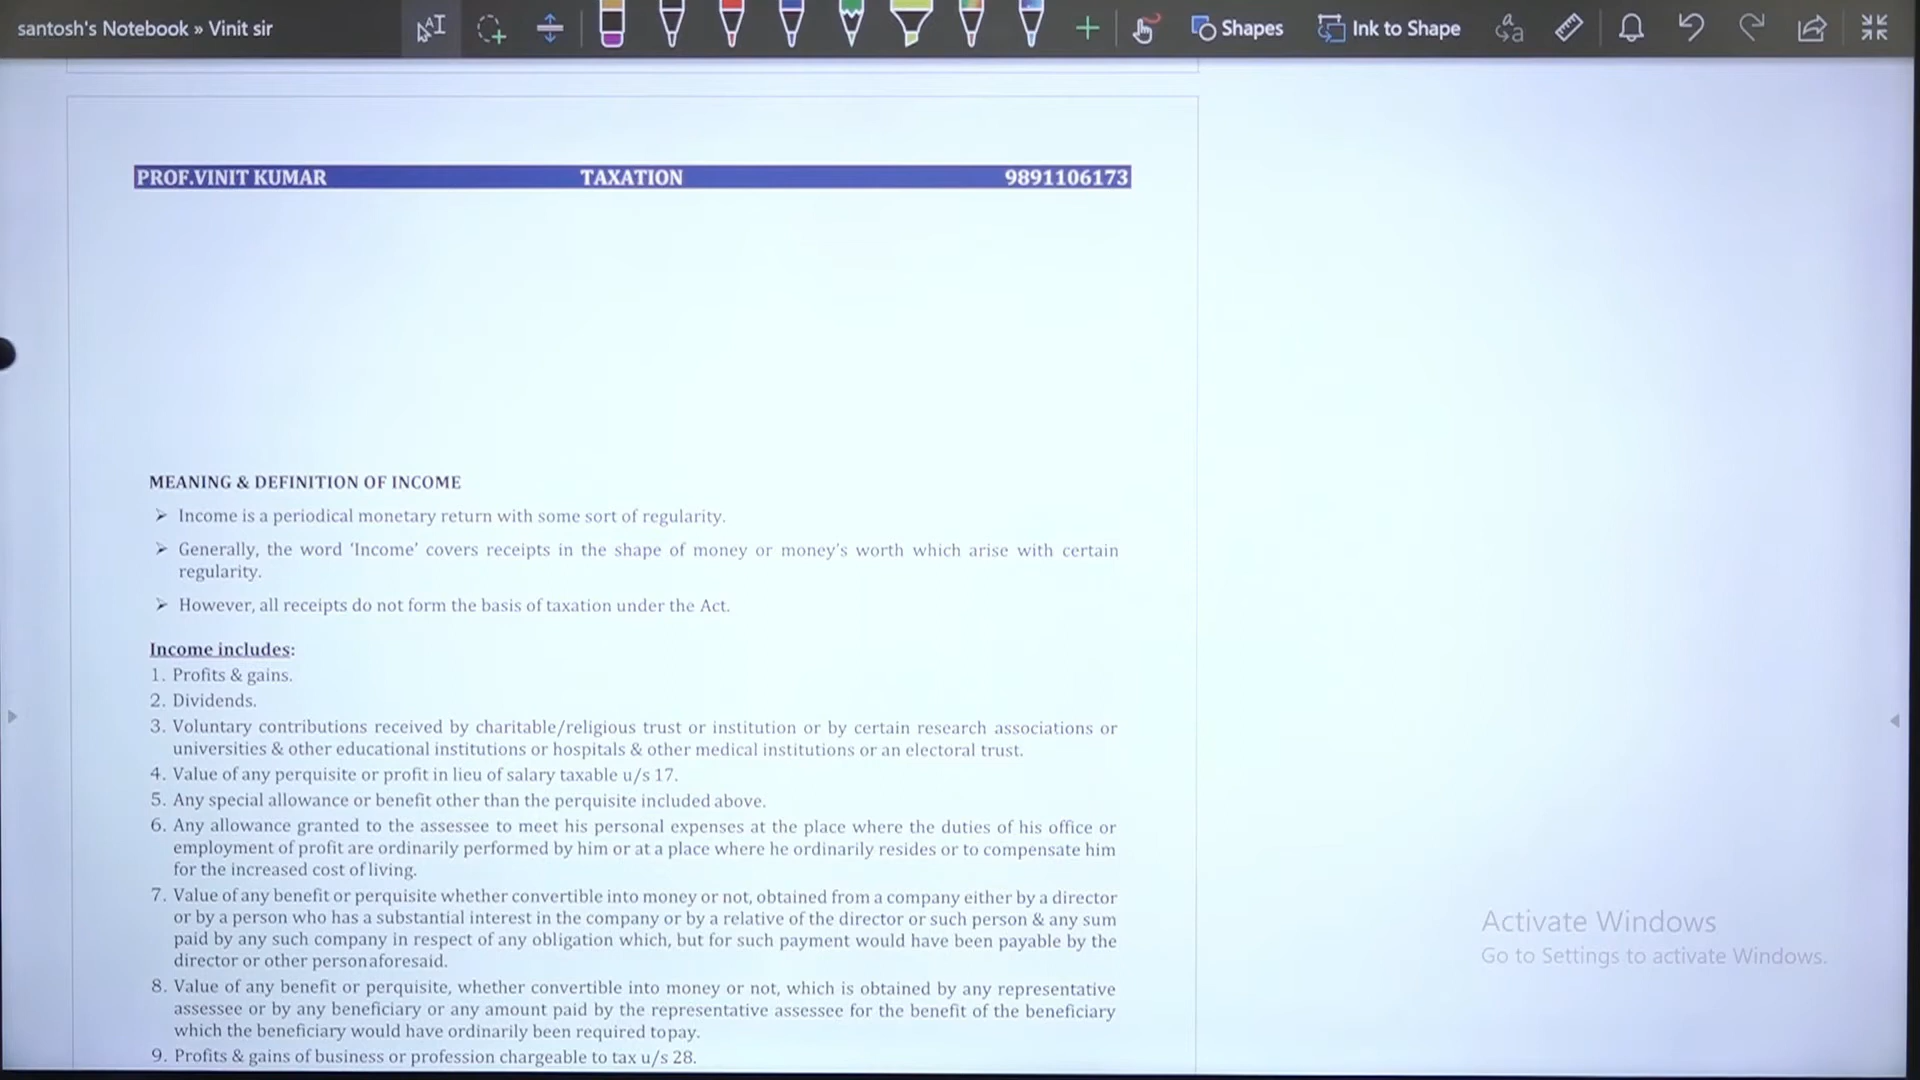 santosh's Notebook » Vinit sir
Shapes
Ink to Shape
PROF.VINIT KUMAR TAXATION 9891106173
MEANING & DEFINITION OF INCOME
➢ Income is a periodical monetary return with some sort of regularity.
➢ Generally, the word 'Income' covers receipts in the shape of money or money's worth which arise with certain
regularity.
➢ However, all receipts do not form the basis of taxation under the Act.
Income includes:
1. Profits & gains.
2. Dividends.
3. Voluntary contributions received by charitable/religious trust or institution or by certain research associations or
universities & other educational institutions or hospitals & other medical institutions or an electoral trust.
4. Value of any perquisite or profit in lieu of salary taxable u/s 17.
5. Any special allowance or benefit other than the perquisite included above.
6. Any allowance granted to the assessee to meet his personal expenses at the place where the duties of his office or
employment of profit are ordinarily performed by him or at a place where he ordinarily resides or to compensate him
for the increased cost of living.
7. Value of any benefit or perquisite whether convertible into money or not, obtained from a company either by a director
or by a person who has a substantial interest in the company or by a relative of the director or such person & any sum
paid by any such company in respect of any obligation which, but for such payment would have been payable by the
director or other personaforesaid.
8. Value of any benefit or perquisite, whether convertible into money or not, which is obtained by any representative
assessee or by any beneficiary or any amount paid by the representative assessee for the benefit of the beneficiary
which the beneficiary would have ordinarily been required topay.
9. Profits & gains of business or profession chargeable to tax u/s 28.
Activate Windows
Go to Settings to activate Windows.